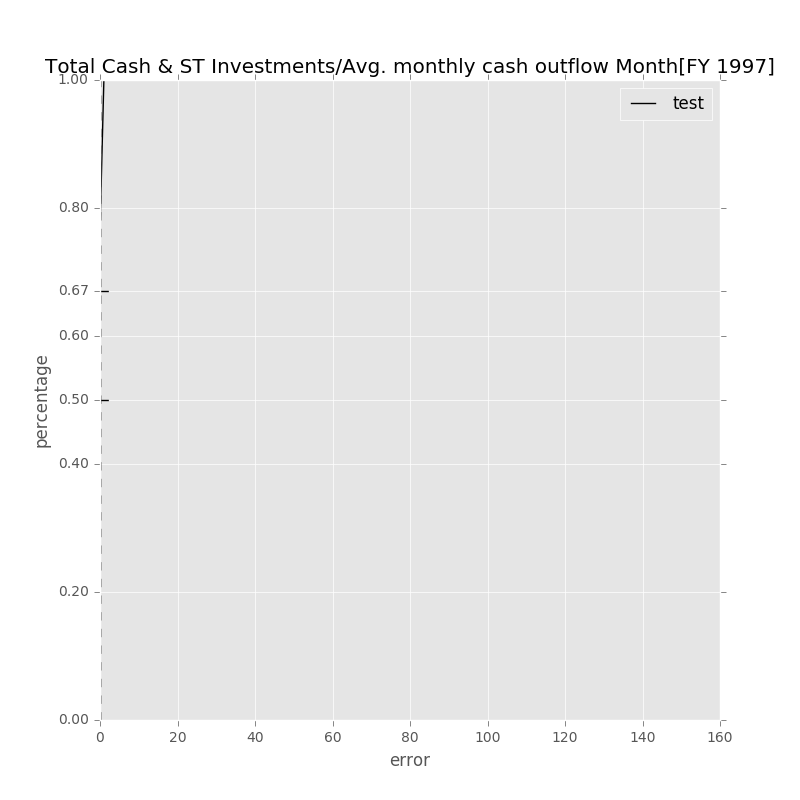 Total Cash & ST Investments/Avg. monthly cash outflow Month[FY 1997]
1.00
test
0.80
0.67
0.60
0.50
percentage
0.40
0.20
0.00
0 20 40 60 80 100 120 140 160
error